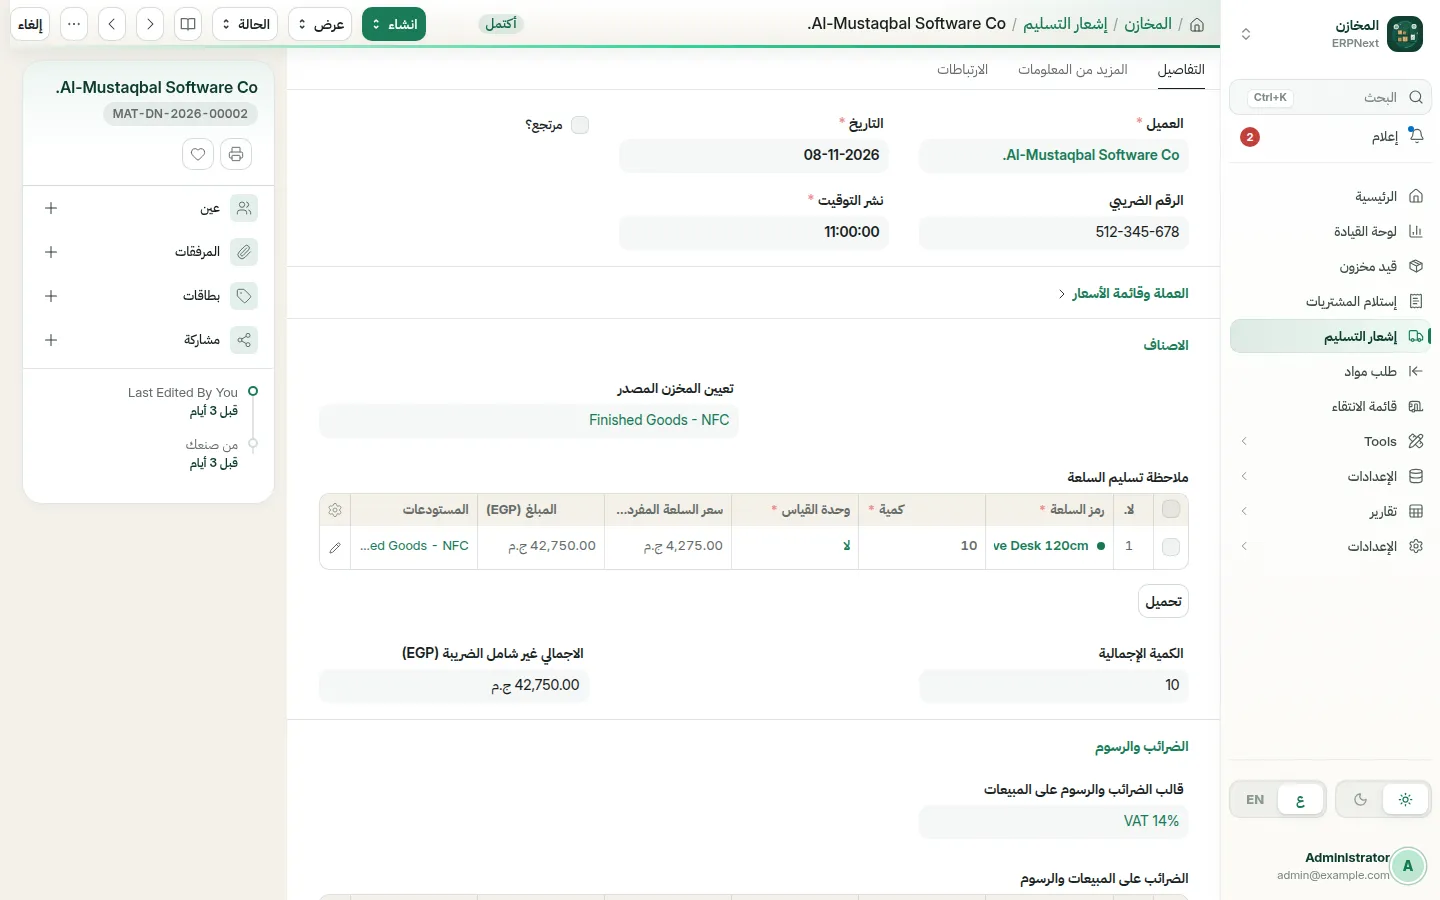 المخازن
ERPNext
البحث
Ctrl+K
إعلام
2
الرئيسية
لوحة القيادة
قيد مخزون
إستلام المشتريات
إشعار التسليم
طلب مواد
قائمة الانتقاء
Tools
الإعدادات
تقارير
الإعدادات
ع
EN
Administrator
admin@example.com
A
المخازن / إشعار التسليم / Al-Mustaqbal Software Co.
أكتمل
انشاء
عرض
الحالة
إلغاء
التفاصيل
المزيد من المعلومات
الارتباطات
العميل *
Al-Mustaqbal Software Co.
التاريخ *
08-11-2026
مرتجع؟
الرقم الضريبي
512-345-678
نشر التوقيت *
11:00:00
العملة وقائمة الأسعار
الاصناف
تعيين المخزن المصدر
Finished Goods - NFC
ملاحظة تسليم السلعة
لا. رمز السلعة * كمية * وحدة القياس * سعر السلعة المفرد... المبلغ (EGP) المستودعات
1 ve Desk 120cm 10 لا 4,275.00 ج.م 42,750.00 ج.م ...ed Goods - NFC
تحميل
الكمية الإجمالية
10
الاجمالي غير شامل الضريبة (EGP)
42,750.00 ج.م
الضرائب والرسوم
قالب الضرائب والرسوم على المبيعات
VAT 14%
الضرائب على المبيعات والرسوم
Al-Mustaqbal Software Co.
MAT-DN-2026-00002
عين
المرفقات
بطاقات
مشاركة
Last Edited By You
قبل 3 أيام
من صنعك
قبل 3 أيام